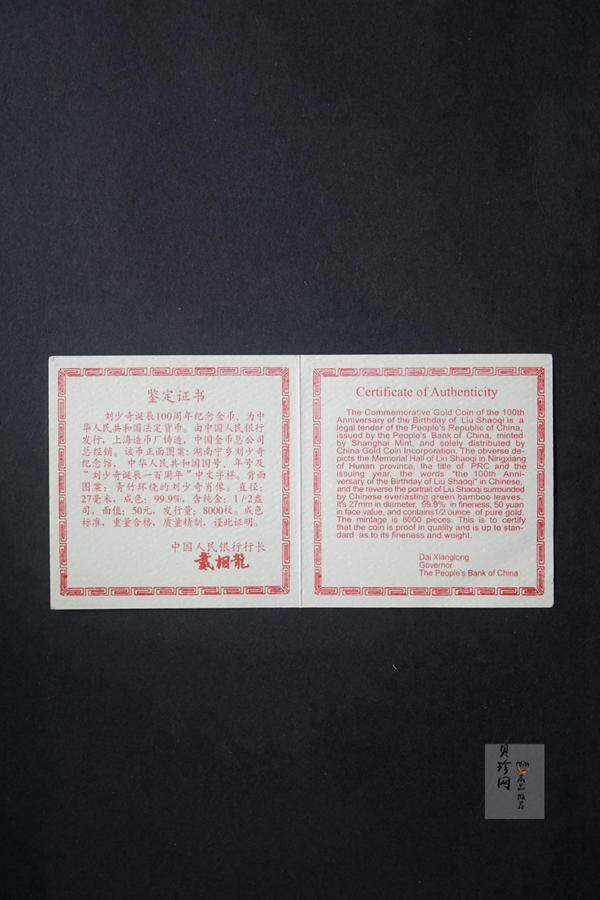 鉴定证书
刘少奇诞辰100周年纪念金币，为中
华人民共和国法定货币。由中国人民银行
发行，上海造币厂铸造，中国金币总公司
总经销。该币正面图案：湖南宁乡刘少奇
纪念馆， 中华人民共和国国号，年号及
“刘少奇诞辰一百周年”中文字样。背面
图案：青竹环绕的刘少奇肖像。直径：
27毫米，成色：99.9%，含纯金：1/2盎
司，面值：50元，发行量：8000枚。成色
标准，重量合格，质量精制，谨此证明。
中国人民银行行长
戴相龙
Certificate of Authenticity
The Commemorative Gold Coin of the 100th
Anniversary of the Birthday of Liu Shaoqi is a
legal tender of the People's Republic of China,
issued by the People's Bank of China, minted
by Shanghai Mint, and solely distributed by
China Gold Coin Incorporation. The obverse de-
picts the Memorial Hall of Liu Shaoqi in Ningxiang
of Hunan province, the title of PRC and the
issuing year, the words "the 100th Anni-
versary of the Birthday of Liu Shaoqi" in Chinese,
and the reverse the portrait of Liu Shaoqi surrounded
by Chinese everlasting green bamboo leaves.
It's 27mm in diameter, 99.9% in fineness, 50 yuan
in face value, and contains1/2 ounce of pure gold.
The mintage is 8000 pieces. This is to certify
that the coin is proof in quality and is up to stan-
dard as to its fineness and weight.
Dai Xianglong
Governor
The People's Bank of China
贝珍网
藏品推荐